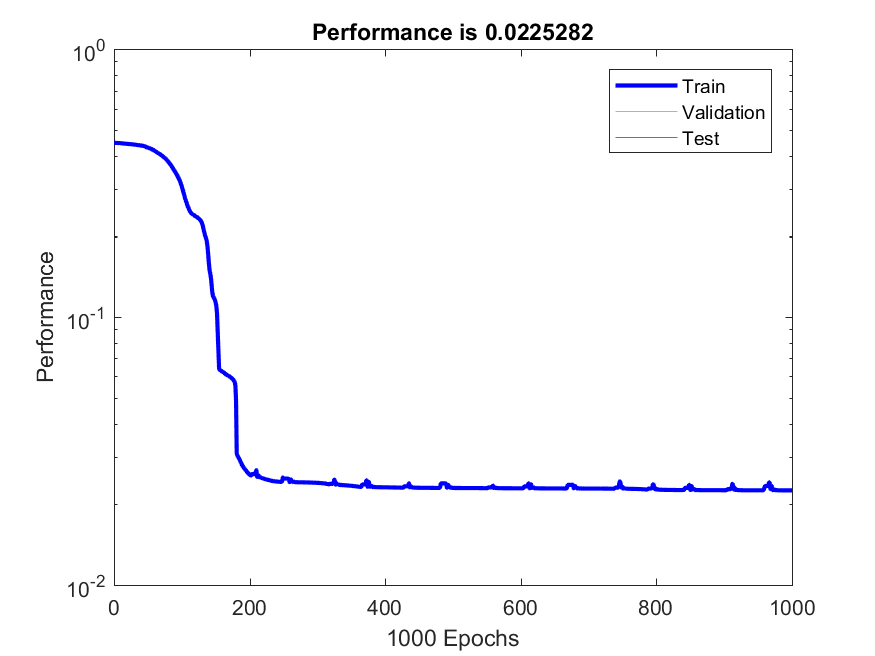 Performance is 0.0225282
10^0
Train
Validation
Test
Performance
10^-1
10^-2
0 200 400 600 800 1000
1000 Epochs